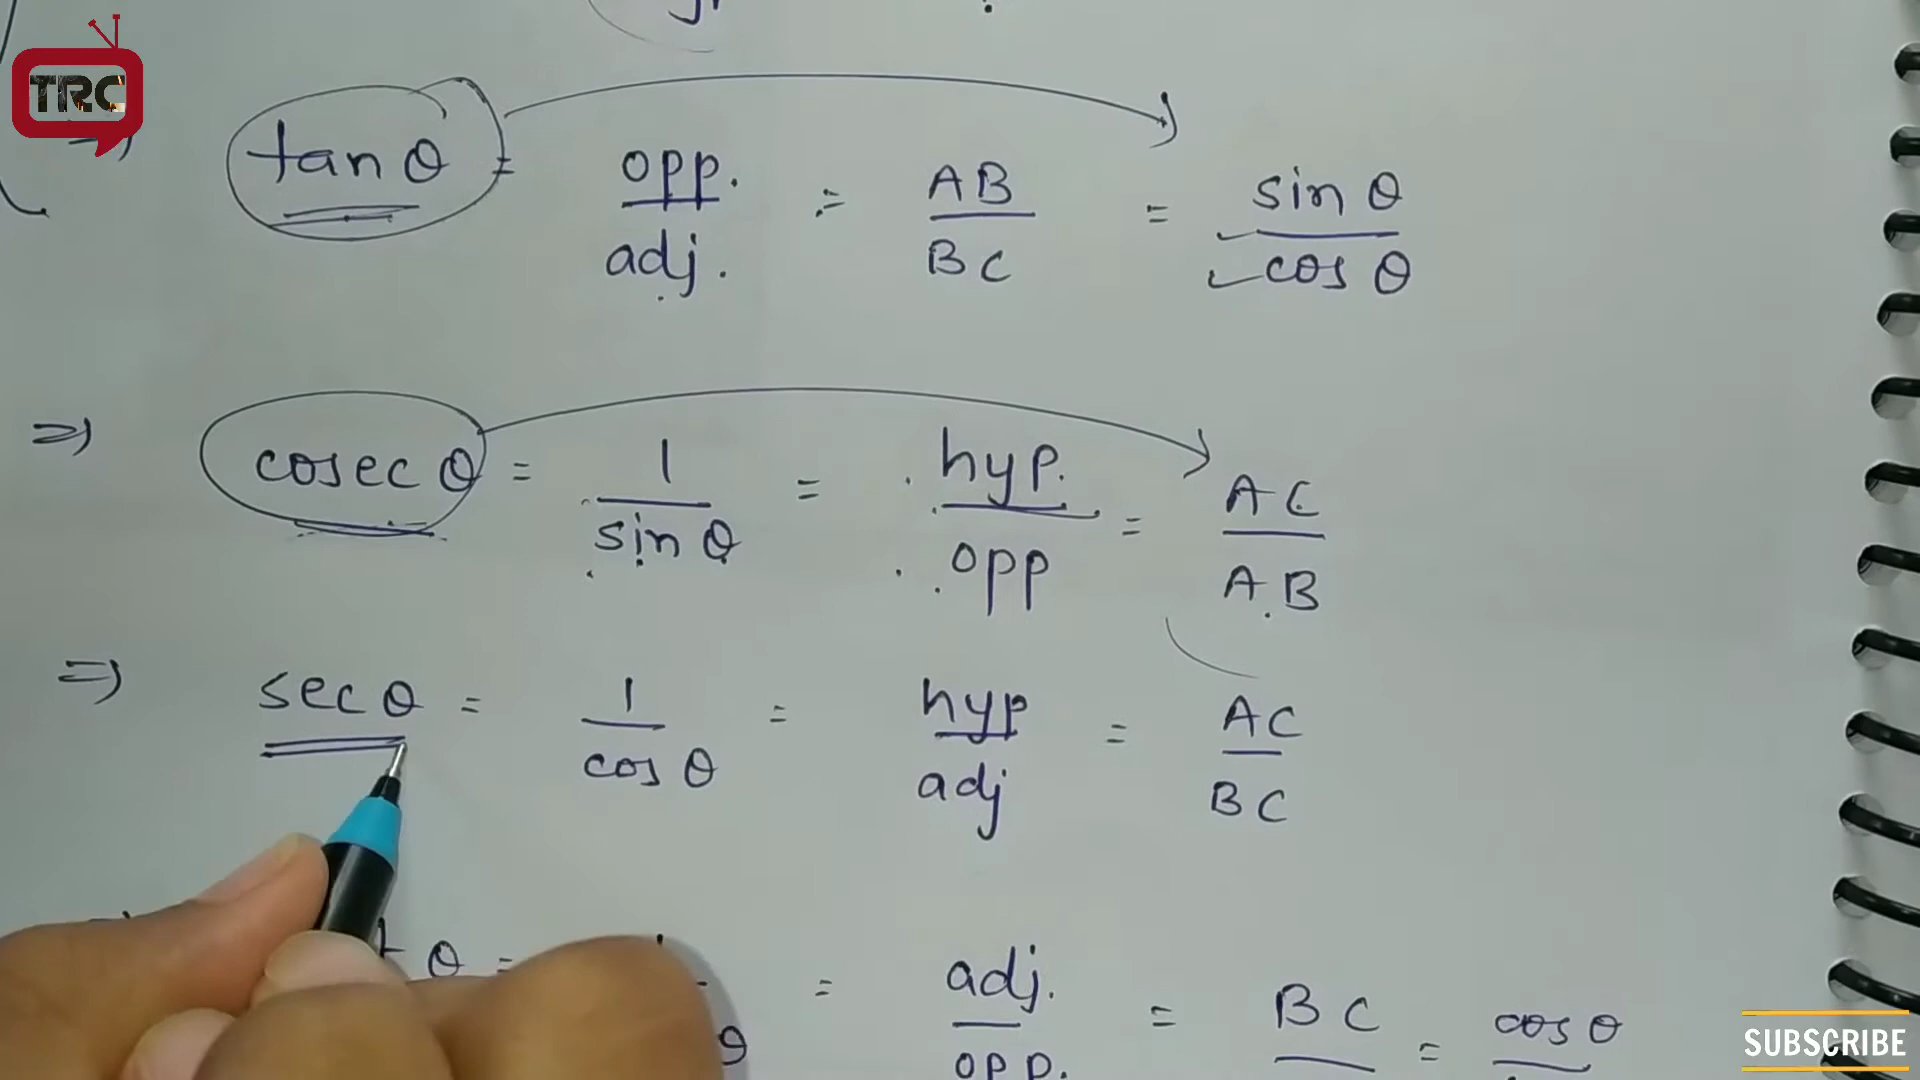 TRC
⇒ tan θ = opp. / adj. = AB / BC = sin θ / cos θ
⇒ cosec θ = 1 / sin θ = hyp. / opp = AC / AB
⇒ sec θ = 1 / cos θ = hyp / adj = AC / BC
θ = = adj. / opp. = BC = cos θ
SUBSCRIBE